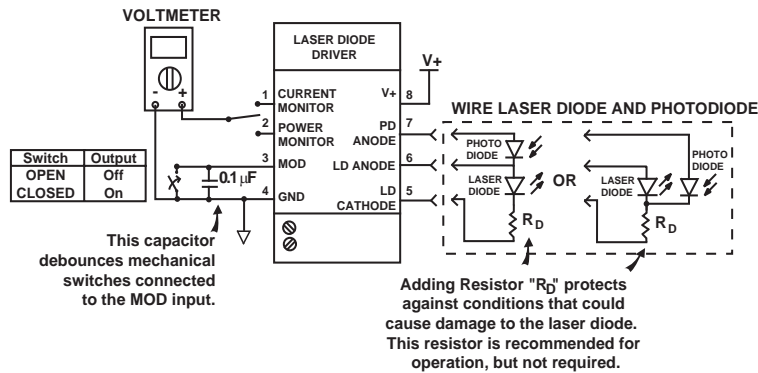 VOLTMETER
- +
LASER DIODE
DRIVER
V+
1 CURRENT
MONITOR
2 POWER
MONITOR
3 MOD
4 GND
V+ 8
PD 7
ANODE
LD ANODE 6
LD 5
CATHODE
Switch Output
OPEN Off
CLOSED On
0.1 µF
This capacitor
debounces mechanical
switches connected
to the MOD input.
WIRE LASER DIODE AND PHOTODIODE
PHOTO
DIODE
LASER
DIODE
RD
OR
LASER
DIODE
PHOTO
DIODE
RD
Adding Resistor "RD" protects
against conditions that could
cause damage to the laser diode.
This resistor is recommended for
operation, but not required.